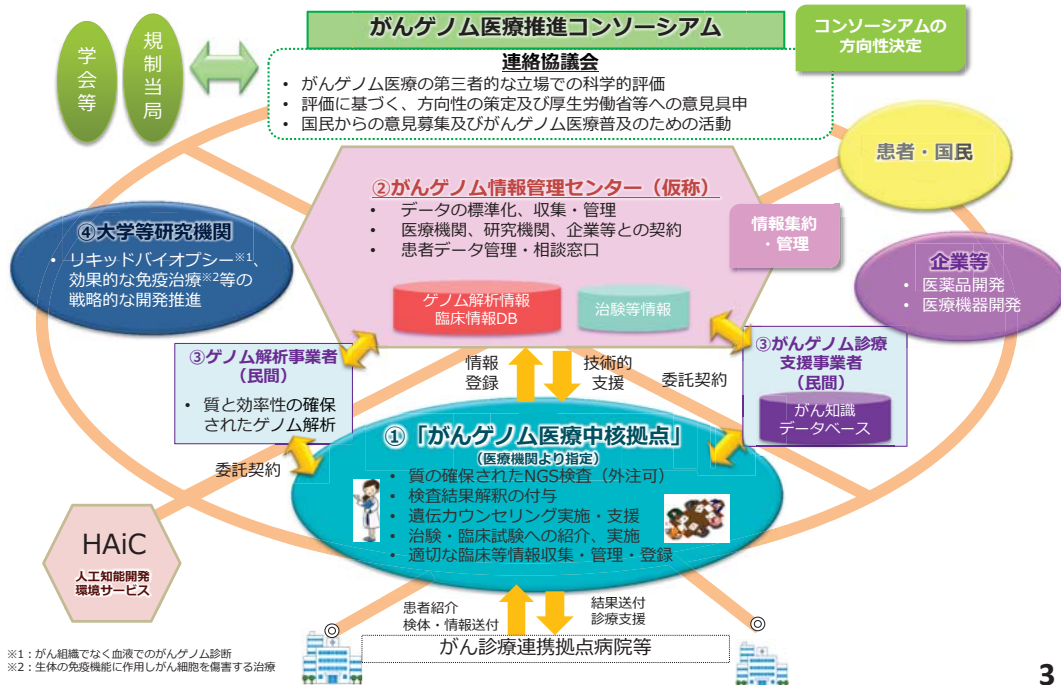 がんゲノム医療推進コンソーシアム
コンソーシアムの
方向性決定
学会等
規制当局
連絡協議会
• がんゲノム医療の第三者的な立場での科学的評価
• 評価に基づく、方向性の策定及び厚生労働省等への意見具申
• 国民からの意見募集及びがんゲノム医療普及のための活動
患者・国民
②がんゲノム情報管理センター（仮称）
• データの標準化、収集・管理
• 医療機関、研究機関、企業等との契約
• 患者データ管理・相談窓口
情報集約
・管理
④大学等研究機関
• リキッドバイオプシー※1、
効果的な免疫治療※2等の
戦略的な開発推進
企業等
• 医薬品開発
• 医療機器開発
ゲノム解析情報
臨床情報DB
治験等情報
③ゲノム解析事業者
（民間）
• 質と効率性の確保
されたゲノム解析
情報
登録
技術的
支援
委託契約
③がんゲノム診療
支援事業者
（民間）
がん知識
データベース
委託契約
①「がんゲノム医療中核拠点」
(医療機関より指定)
• 質の確保されたNGS検査（外注可）
• 検査結果解釈の付与
• 遺伝カウンセリング実施・支援
• 治験・臨床試験への紹介、実施
• 適切な臨床等情報収集・管理・登録
HAiC
人工知能開発
環境サービス
患者紹介
検体・情報送付
結果送付
診療支援
◎
◎
がん診療連携拠点病院等
※1：がん組織でなく血液でのがんゲノム診断
※2：生体の免疫機能に作用しがん細胞を傷害する治療
3